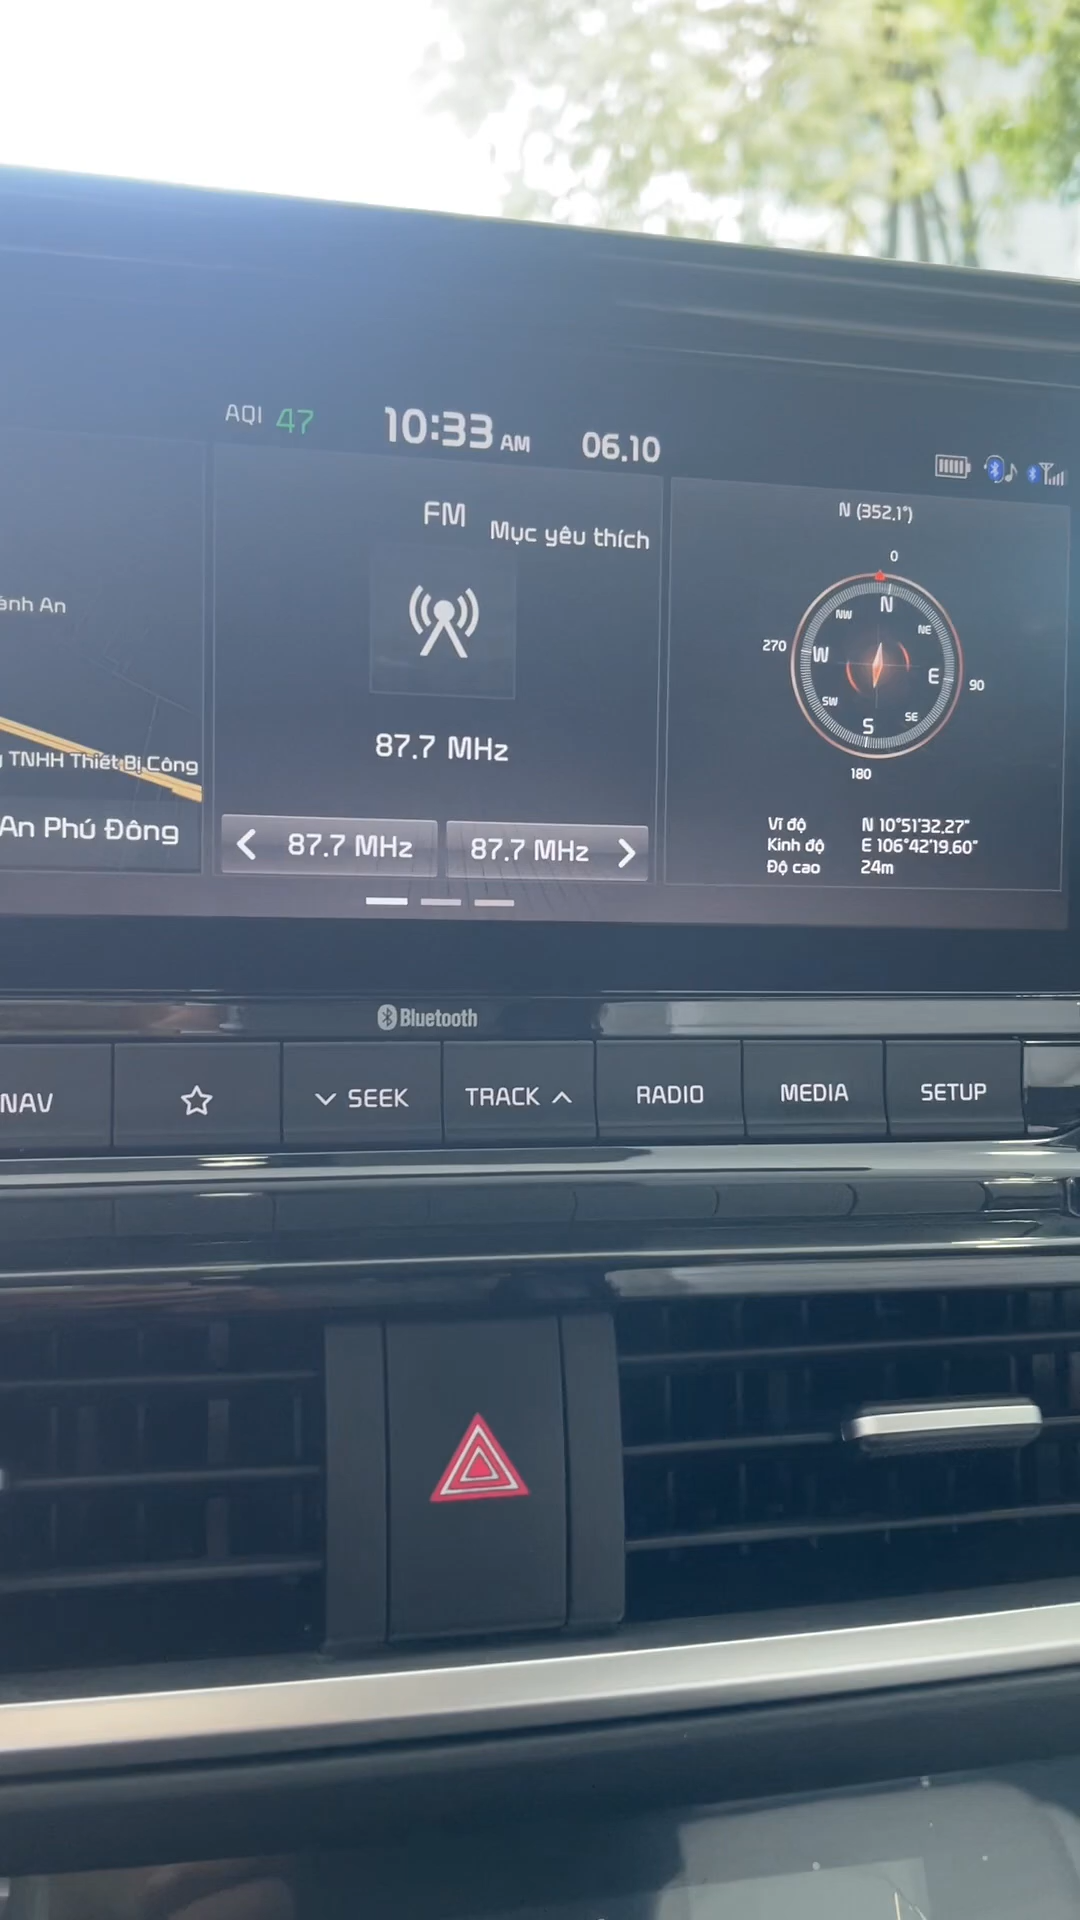 AQI 47
10:33 AM
06.10
FM
Mục yêu thích
87.7 MHz
87.7 MHz
87.7 MHz
ánh An
TNHH Thiết Bị Công
An Phú Đông
N (352.1°)
0
N
NW
NE
270
W
E
90
SW
SE
S
180
Vĩ độ N 10°51'32.27"
Kinh độ E 106°42'19.60"
Độ cao 24m
Bluetooth
NAV
SEEK
TRACK
RADIO
MEDIA
SETUP